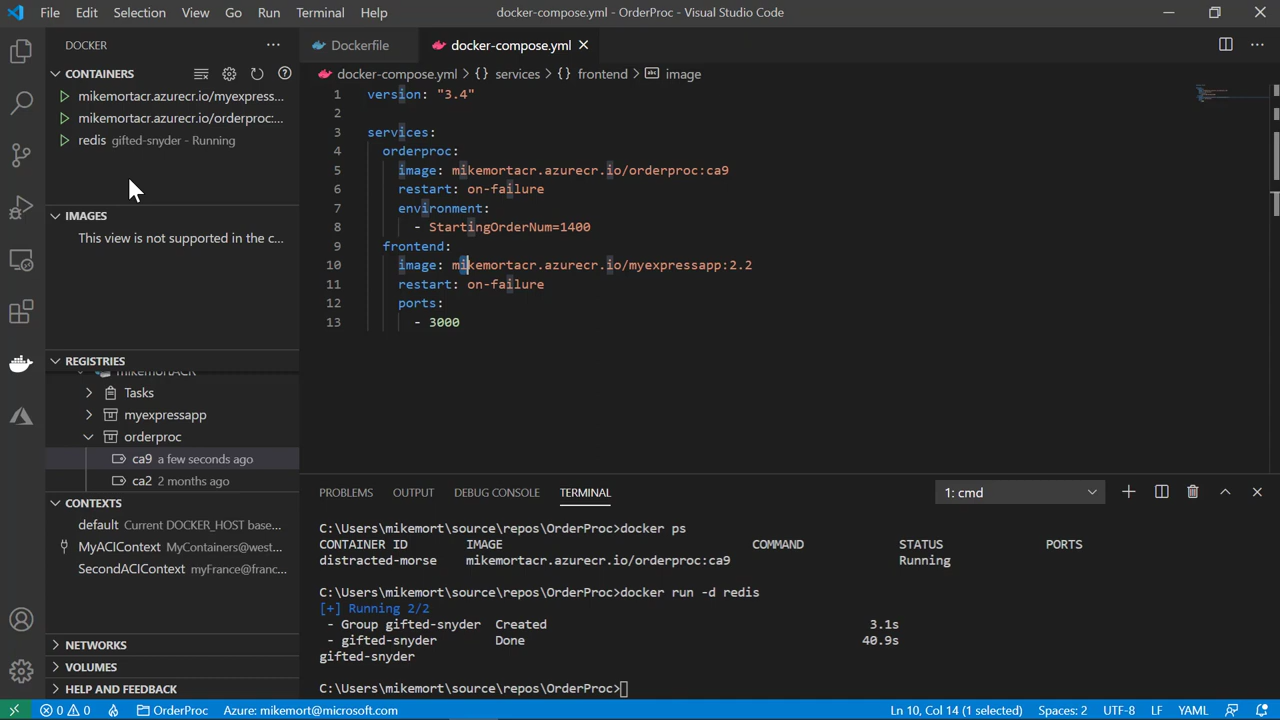 File Edit Selection View Go Run Terminal Help docker-compose.yml - OrderProc - Visual Studio Code
DOCKER
CONTAINERS
mikemortacr.azurecr.io/myexpress...
mikemortacr.azurecr.io/orderproc:...
redis gifted-snyder - Running
IMAGES
This view is not supported in the c...
REGISTRIES
mikemortACR
Tasks
myexpressapp
orderproc
ca9 a few seconds ago
ca2 2 months ago
CONTEXTS
default Current DOCKER_HOST base...
MyACIContext MyContainers@west...
SecondACIContext myFrance@franc...
NETWORKS
VOLUMES
HELP AND FEEDBACK
Dockerfile docker-compose.yml
docker-compose.yml > {} services > {} frontend > abc image
1 version: "3.4"
2
3 services:
4 orderproc:
5 image: mikemortacr.azurecr.io/orderproc:ca9
6 restart: on-failure
7 environment:
8 - StartingOrderNum=1400
9 frontend:
10 image: mikemortacr.azurecr.io/myexpressapp:2.2
11 restart: on-failure
12 ports:
13 - 3000
PROBLEMS OUTPUT DEBUG CONSOLE TERMINAL 1: cmd
C:\Users\mikemort\source\repos\OrderProc>docker ps
CONTAINER ID IMAGE COMMAND STATUS PORTS
distracted-morse mikemortacr.azurecr.io/orderproc:ca9 Running
C:\Users\mikemort\source\repos\OrderProc>docker run -d redis
[+] Running 2/2
- Group gifted-snyder Created 3.1s
- gifted-snyder Done 40.9s
gifted-snyder
C:\Users\mikemort\source\repos\OrderProc>
0 0 OrderProc Azure: mikemort@microsoft.com Ln 10, Col 14 (1 selected) Spaces: 2 UTF-8 LF YAML